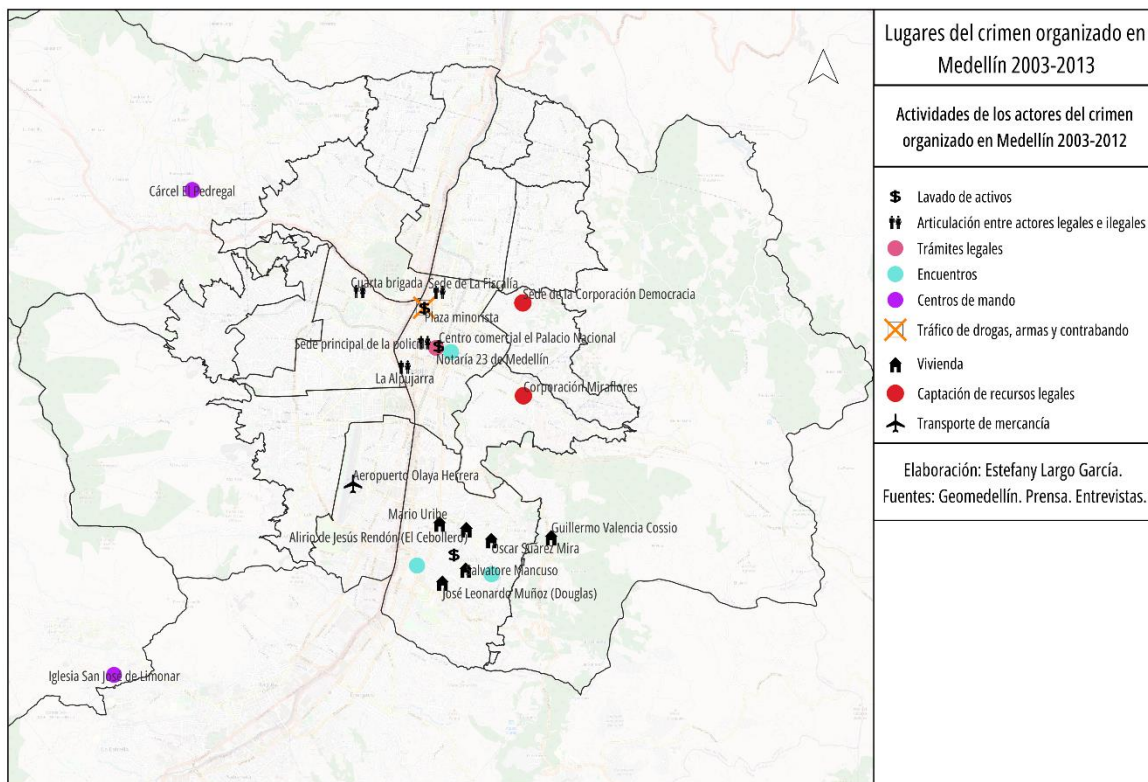 Lugares del crimen organizado en
Medellín 2003-2013
Actividades de los actores del crimen
organizado en Medellín 2003-2012
$ Lavado de activos
Articulación entre actores legales e ilegales
Trámites legales
Encuentros
Centros de mando
Tráfico de drogas, armas y contrabando
Vivienda
Captación de recursos legales
Transporte de mercancía
Elaboración: Estefany Largo García.
Fuentes: Geomedellín. Prensa. Entrevistas.
Cárcel El Pedregal
Cuarta brigada
Sede de La Fiscalía
Sede de la Corporación Democracia
$
Plaza minorista
Sede principal de la policía
$
Centro comercial el Palacio Nacional
Notaría 23 de Medellín
La Alpujarra
Corporación Miraflores
Aeropuerto Olaya Herrera
Mario Uribe
Guillermo Valencia Cossio
Alirio de Jesús Rendón (El Cebollero)
Oscar Suárez Mira
$
Salvatore Mancuso
José Leonardo Muñoz (Douglas)
Iglesia San José de Limonar